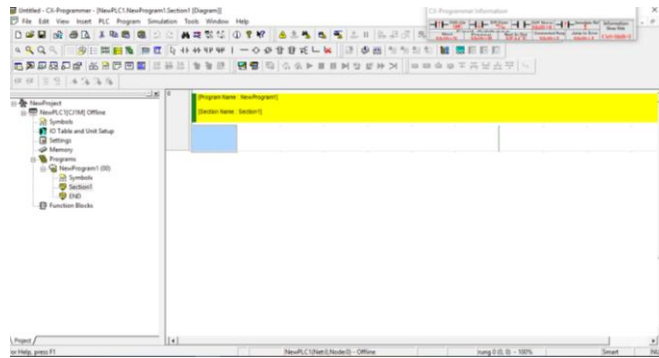 Untitled - CX-Programmer - [NewPLC1.NewProgram1.Section1 [Diagram]]
File Edit View Insert PLC Program Simulation Tools Window Help
CX-Programmer Information
NewProject
NewPLC1[CJ1M] Offline
Symbols
IO Table and Unit Setup
Settings
Memory
Programs
NewProgram1 (00)
Symbols
Section1
END
Function Blocks
0
[Program Name : NewProgram1]
[Section Name : Section1]
Project
or Help, press F1
NewPLC1(Net:0,Node:0) - Offline
rung 0 (0, 0) - 100%
Smart